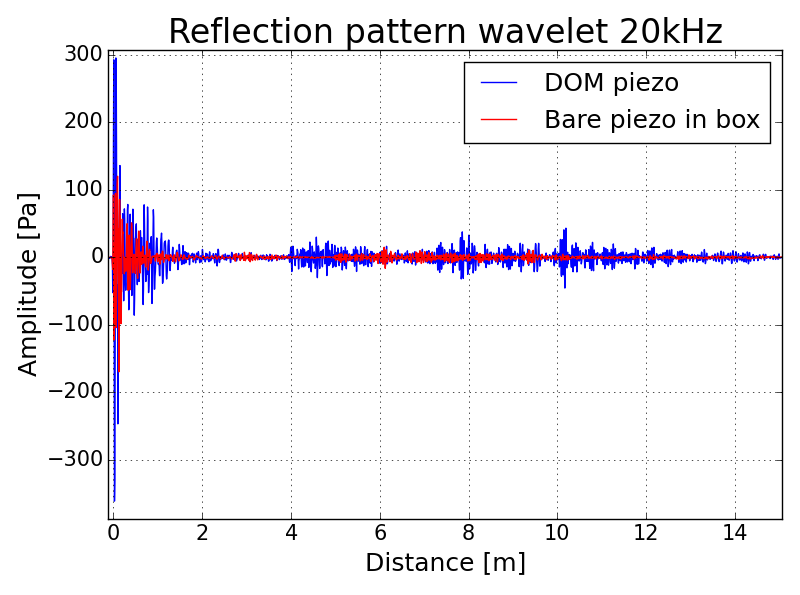 Reflection pattern wavelet 20kHz
DOM piezo
Bare piezo in box
Amplitude [Pa]
300
200
100
0
−100
−200
−300
0 2 4 6 8 10 12 14
Distance [m]